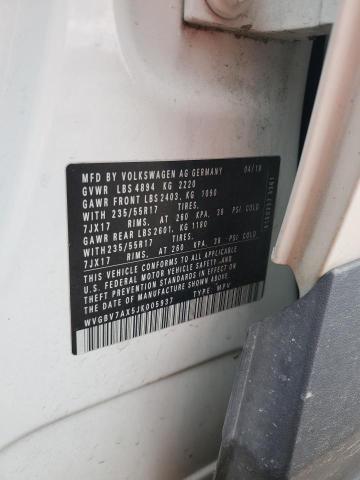 MFD BY VOLKSWAGEN AG GERMANY 04/18
GVWR LBS 4894 KG 2220
GAWR FRONT LBS 2403, KG 1090
WITH 235/55R17 TIRES,
7JX17 RIMS AT 260 KPA, 38 PSI COLD
GAWR REAR LBS 2601, KG 1180
WITH 235/55R17 TIRES,
7JX17 RIMS, AT 260 KPA, 38 PSI COLD
THIS VEHICLE CONFORMS TO ALL APPLICABLE
U.S. FEDERAL MOTOR VEHICLE SAFETY AND
THEFT PREVENTION STANDARDS IN EFFECT ON THE
DATE OF MANUFACTURE SHOWN ABOVE.
WVGBV7AX5JK005937 TYPE: MPV